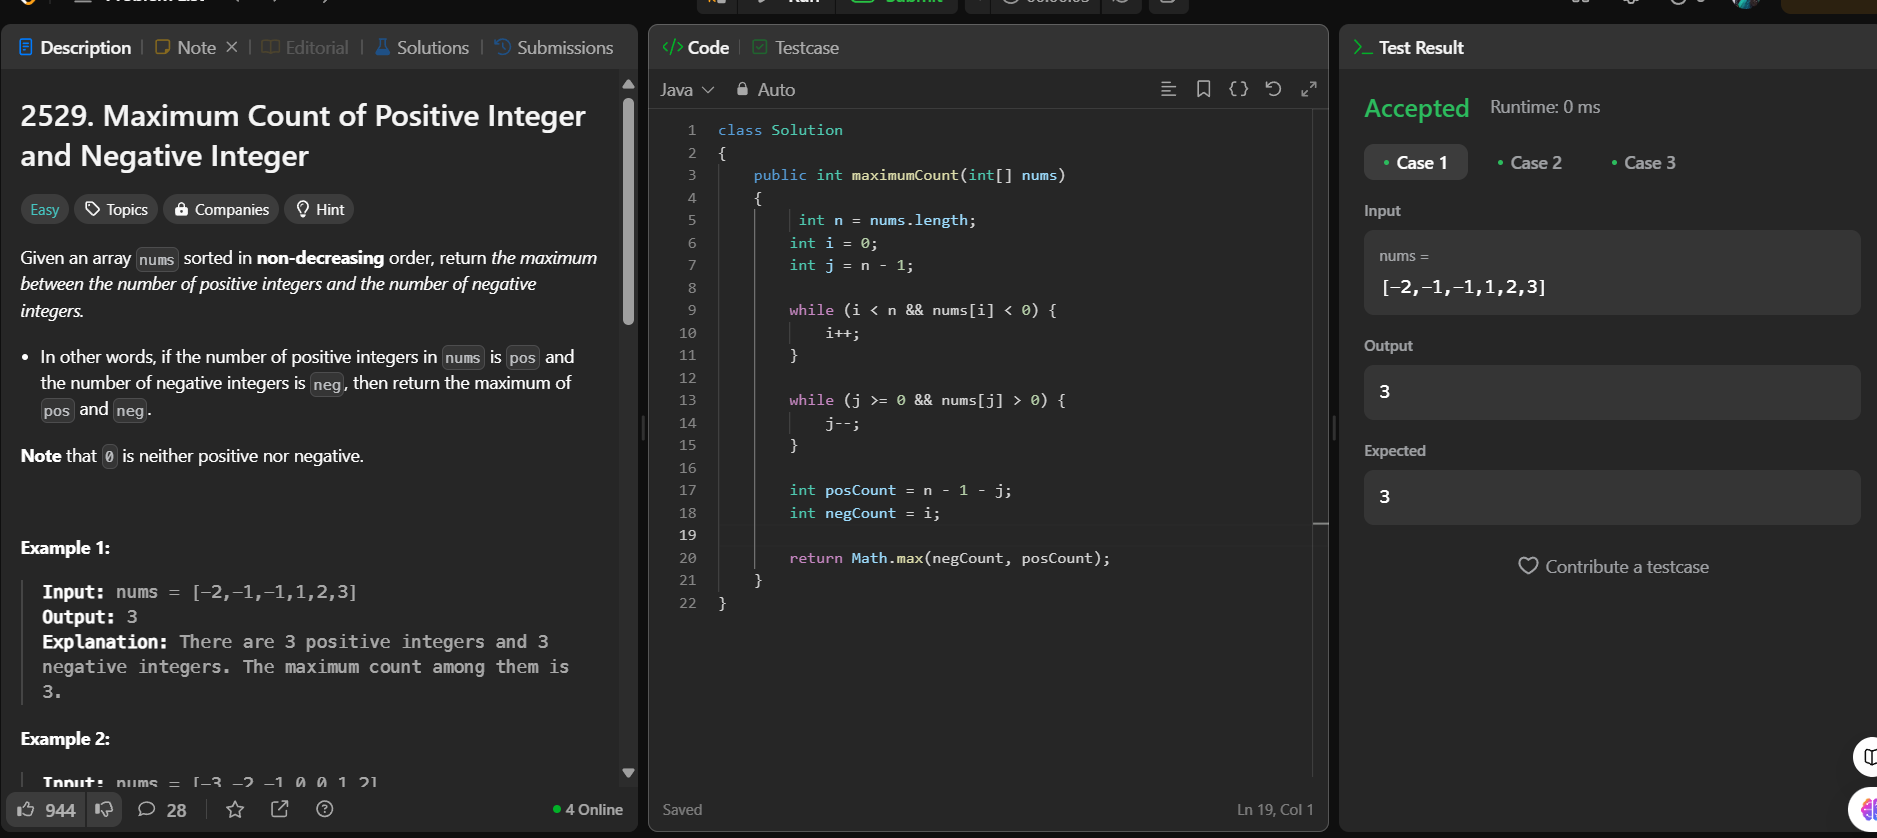 Description
Note
Editorial
Solutions
Submissions
2529. Maximum Count of Positive Integer
and Negative Integer
Easy
Topics
Companies
Hint
Given an array nums sorted in non-decreasing order, return the maximum
between the number of positive integers and the number of negative
integers.
• In other words, if the number of positive integers in nums is pos and
the number of negative integers is neg, then return the maximum of
pos and neg.
Note that 0 is neither positive nor negative.
Example 1:
Input: nums = [-2,-1,-1,1,2,3]
Output: 3
Explanation: There are 3 positive integers and 3
negative integers. The maximum count among them is
3.
Example 2:
Input: nums = [-3,-2,-1,0,0,1,2]
944
28
4 Online
</> Code
Testcase
Java
Auto
1 class Solution
2 {
3 public int maximumCount(int[] nums)
4 {
5 int n = nums.length;
6 int i = 0;
7 int j = n - 1;
8
9 while (i < n && nums[i] < 0) {
10 i++;
11 }
12
13 while (j >= 0 && nums[j] > 0) {
14 j--;
15 }
16
17 int posCount = n - 1 - j;
18 int negCount = i;
19
20 return Math.max(negCount, posCount);
21 }
22 }
Saved
Ln 19, Col 1
Test Result
Accepted
Runtime: 0 ms
• Case 1
• Case 2
• Case 3
Input
nums =
[-2,-1,-1,1,2,3]
Output
3
Expected
3
Contribute a testcase